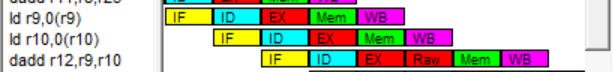 ld r9,0(r9) IF ID EX Mem WB
ld r10,0(r10) IF ID EX Mem WB
dadd r12,r9,r10 IF ID EX Raw Mem WB